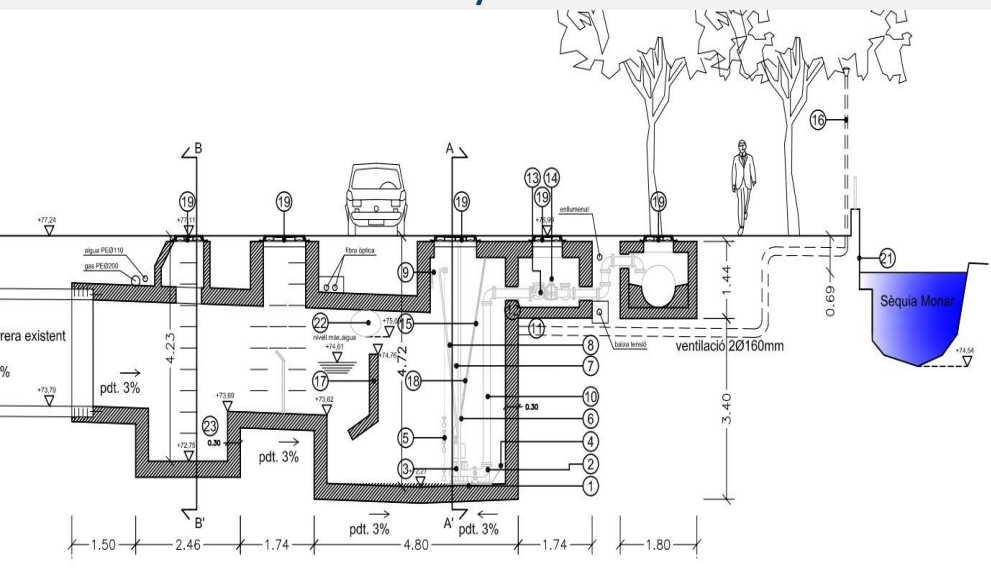 16
B
A
13
14
19
19
19
19
19
enllumenat
+77,24
+77,11
aigua PEØ110
gas PEØ200
fibra òptica
9
21
1.44
0.69
Sèquia Monar
+74,54
22
15
11
nivell màx.aigua
+74,61
+74,76
8
baixa tensió
ventilació 2Ø160mm
rrera existent
%
4.23
4.72
7
17
18
10
pdt. 3%
+73,79
+73,69
+73,62
0.30
3.40
6
23
0.30
5
4
pdt. 3%
+72,75
3
2
1
B'
pdt. 3%
A'
pdt. 3%
1.50
2.46
1.74
4.80
1.74
1.80